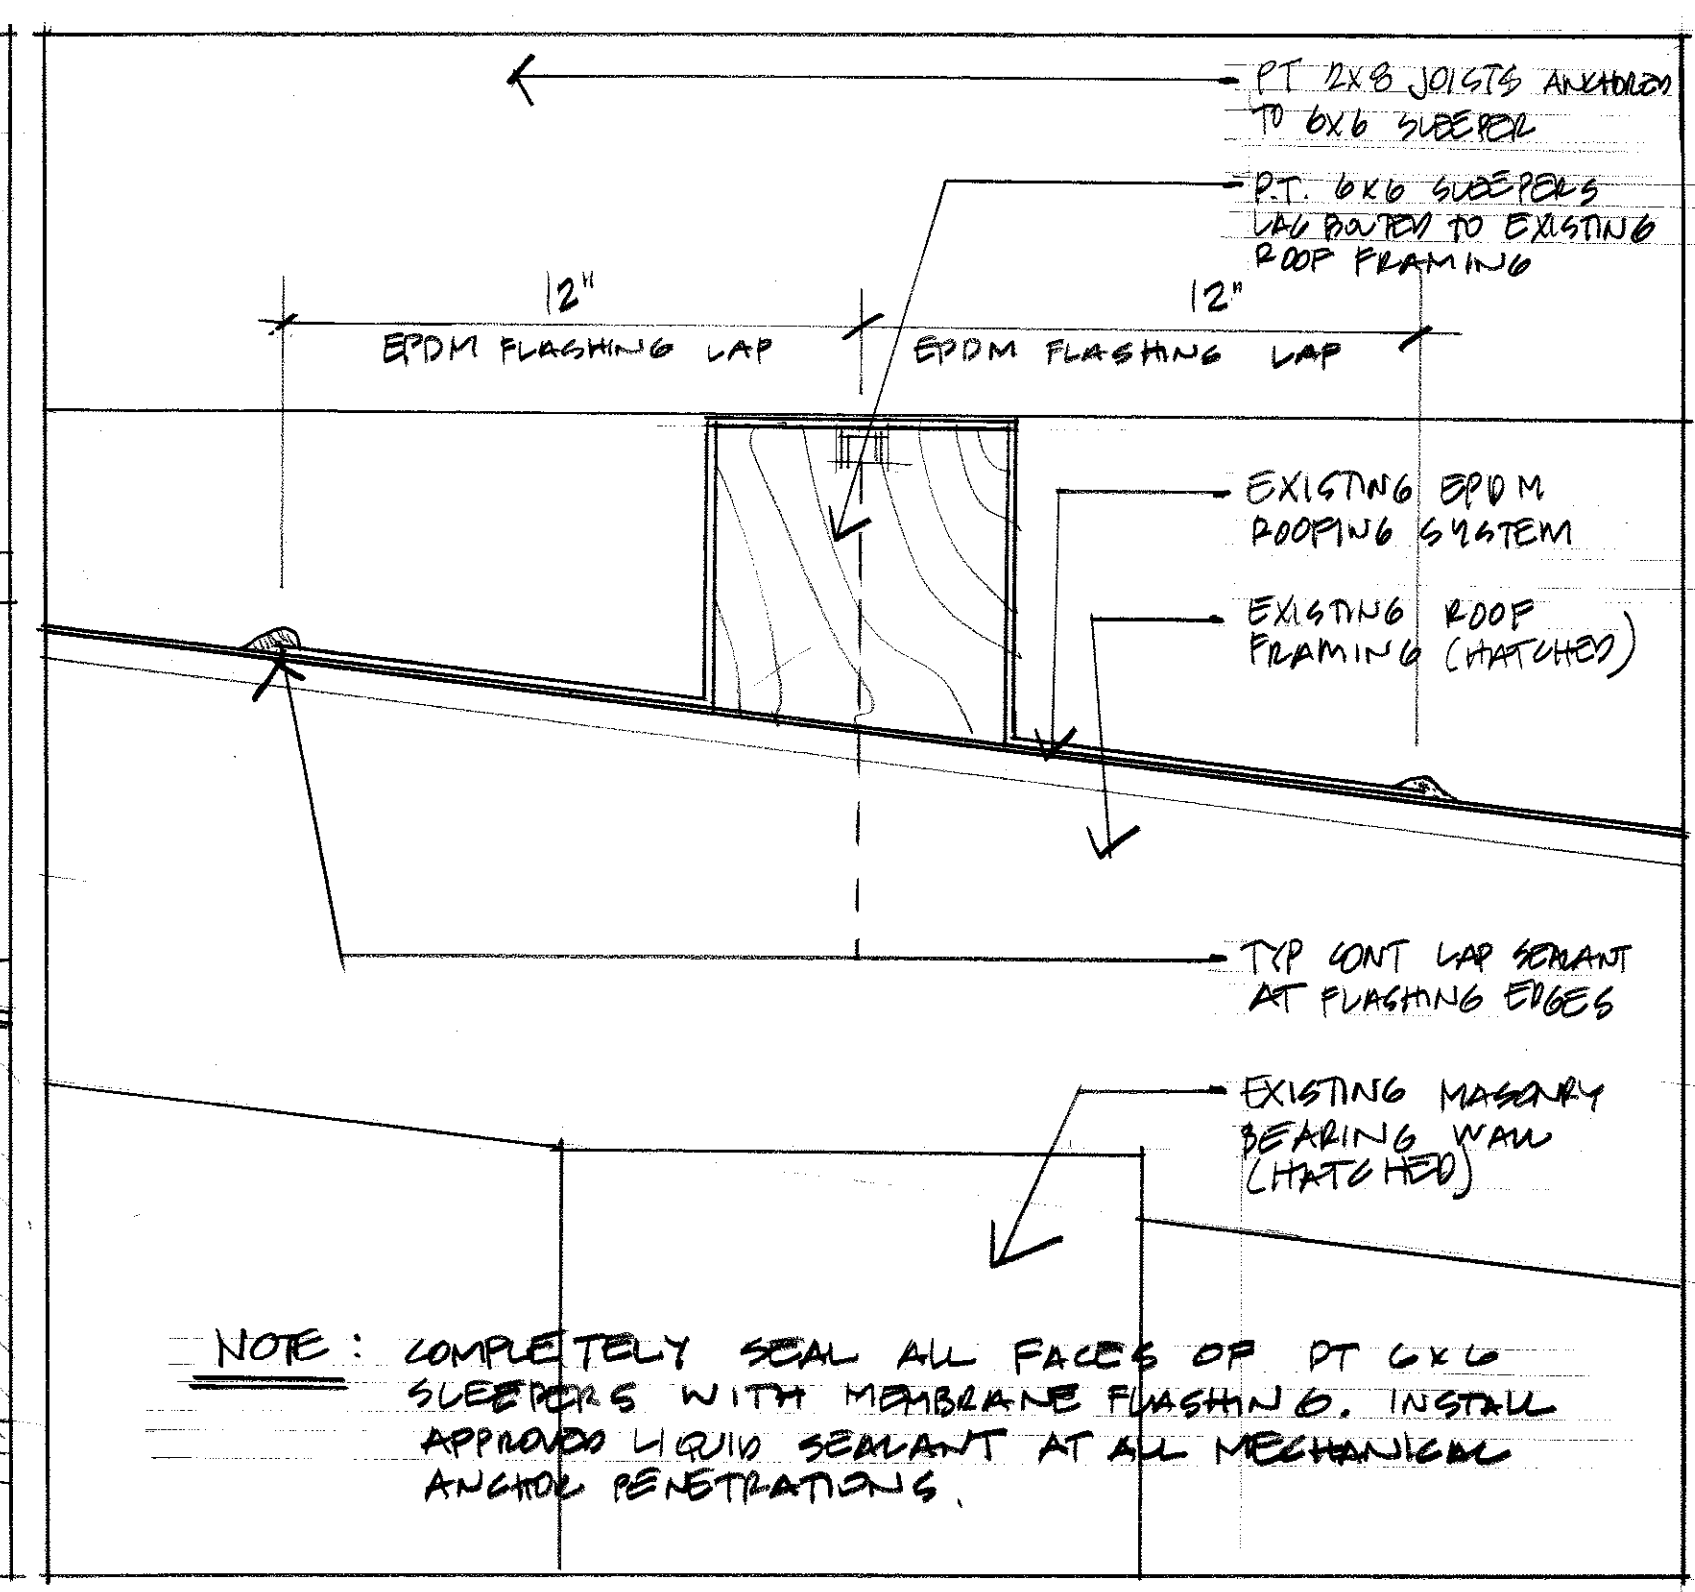 PT 2X8 JOISTS ANCHORED
TO 6X6 SLEEPER
P.T. 6X6 SLEEPERS
LAG BOLTED TO EXISTING
ROOF FRAMING
12"
12"
EPDM FLASHING LAP
EPDM FLASHING LAP
EXISTING EPDM
ROOFING SYSTEM
EXISTING ROOF
FRAMING (HATCHED)
TYP CONT LAP SEALANT
AT FLASHING EDGES
EXISTING MASONRY
BEARING WALL
(HATCHED)
NOTE: COMPLETELY SEAL ALL FACES OF PT 6X6
SLEEPERS WITH MEMBRANE FLASHING. INSTALL
APPROVED LIQUID SEALANT AT ALL MECHANICAL
ANCHOR PENETRATIONS.